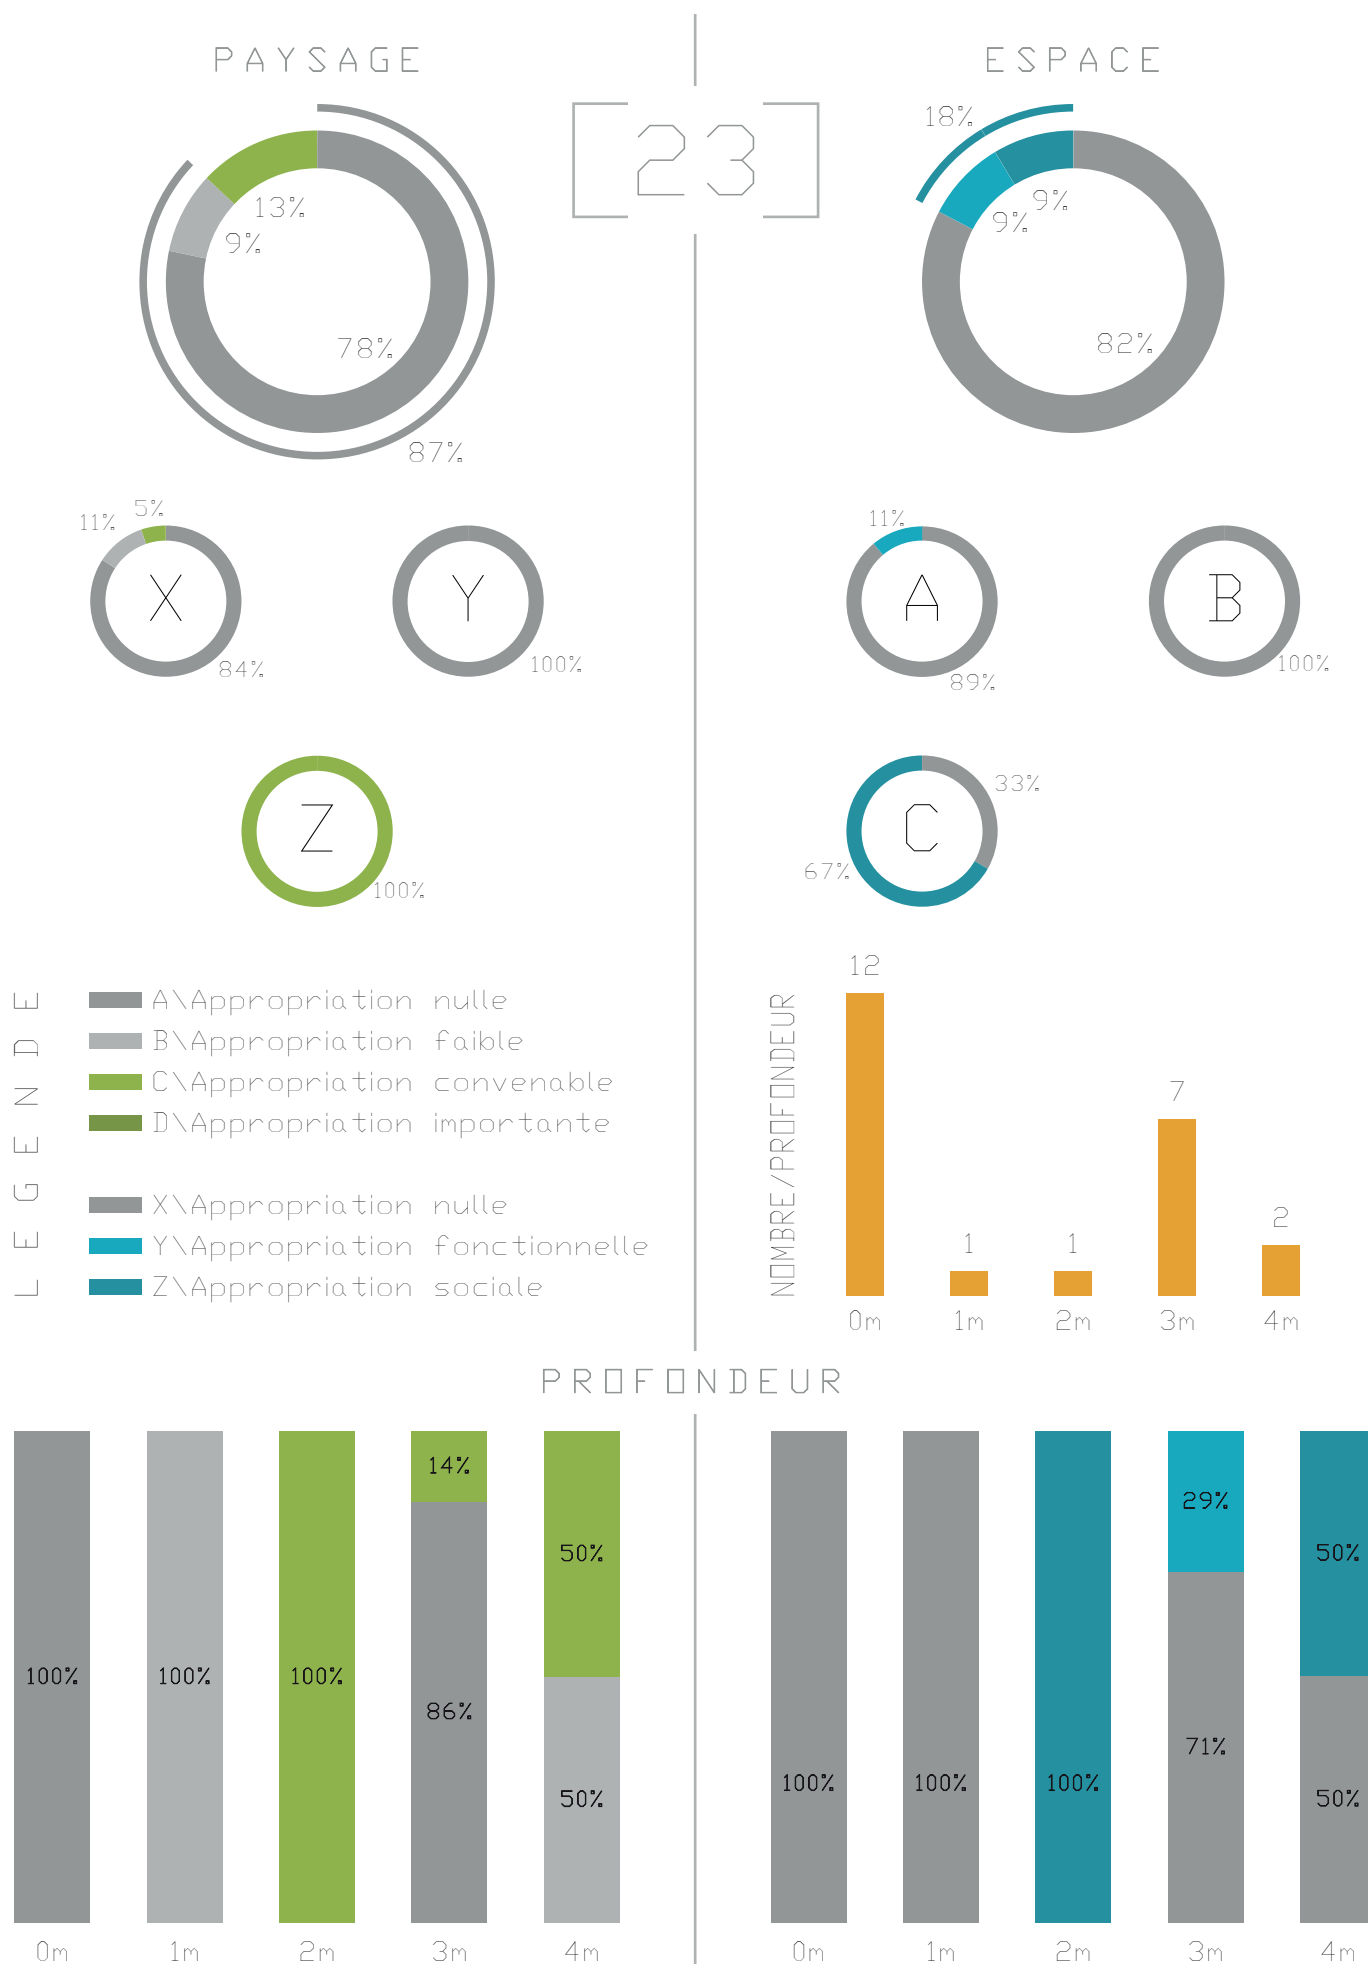 PAYSAGE
ESPACE
[23]
13%
9%
78%
87%
18%
9%
9%
82%
11%
5%
X
84%
Y
100%
11%
A
89%
B
100%
Z
100%
C
33%
67%
LEGENDE
A\Appropriation nulle
B\Appropriation faible
C\Appropriation convenable
D\Appropriation importante
X\Appropriation nulle
Y\Appropriation fonctionnelle
Z\Appropriation sociale
NOMBRE/PROFONDEUR
12
1
1
7
2
0m 1m 2m 3m 4m
PROFONDEUR
14%
50%
100% 100% 100%
86%
50%
0m 1m 2m 3m 4m
29%
50%
71%
100% 100% 100%
50%
0m 1m 2m 3m 4m